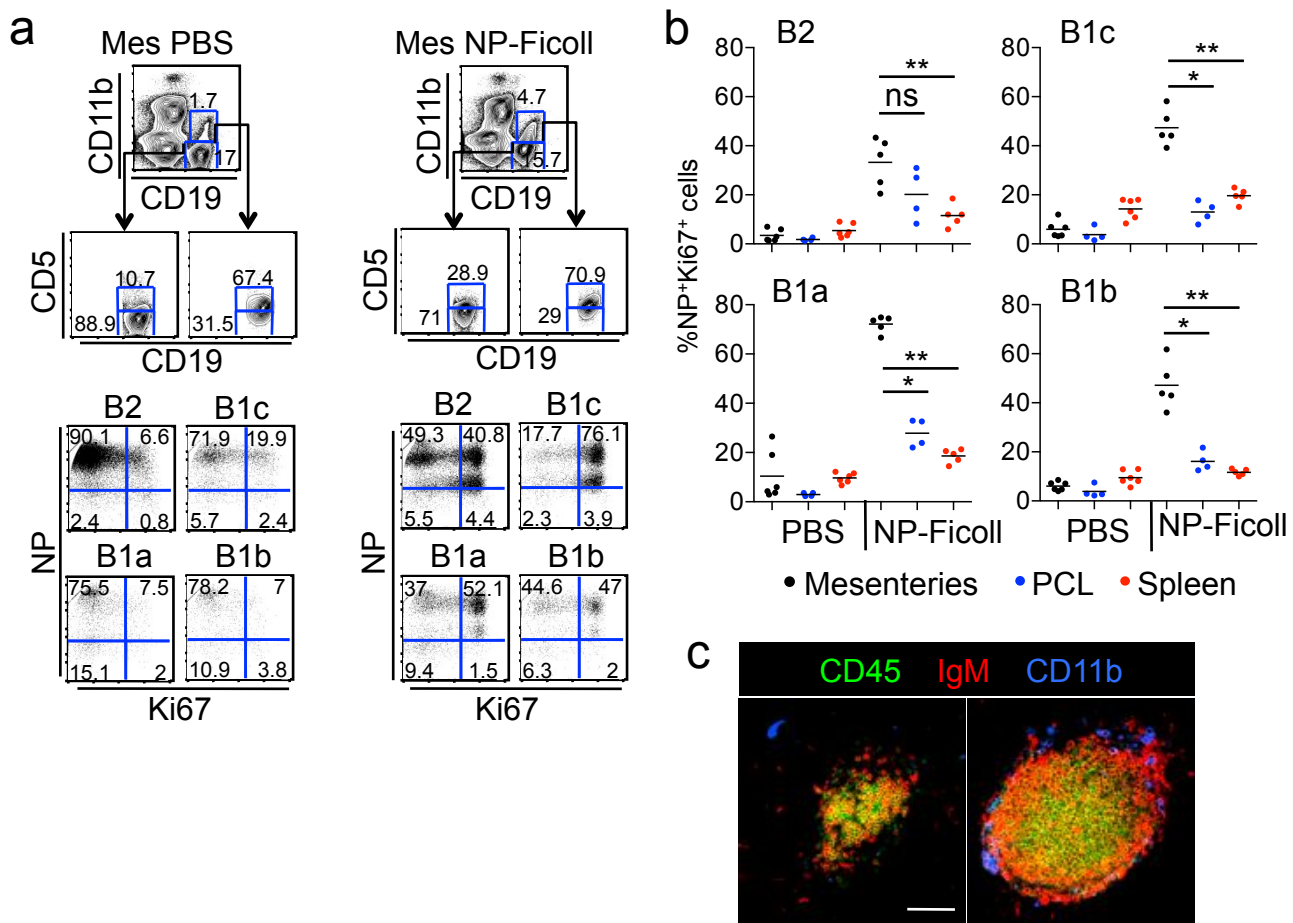 a
Mes PBS
Mes NP-Ficoll
CD11b
1.7
17
CD19
CD11b
4.7
15.7
CD19
CD5
10.7
88.9
67.4
31.5
CD19
28.9
71
70.9
29
CD19
B2
B1c
90.1 6.6
2.4 0.8
71.9 19.9
5.7 2.4
B1a
B1b
75.5 7.5
15.1 2
78.2 7
10.9 3.8
NP
Ki67
B2
B1c
49.3 40.8
5.5 4.4
17.7 76.1
2.3 3.9
B1a
B1b
37 52.1
9.4 1.5
44.6 47
6.3 2
NP
Ki67
b
%NP⁺Ki67⁺ cells
B2
80
60
40
20
0
ns
**
B1c
80
60
40
20
0
*
**
B1a
80
60
40
20
0
*
**
B1b
80
60
40
20
0
*
**
PBS NP-Ficoll
PBS NP-Ficoll
Mesenteries PCL Spleen
c
CD45 IgM CD11b